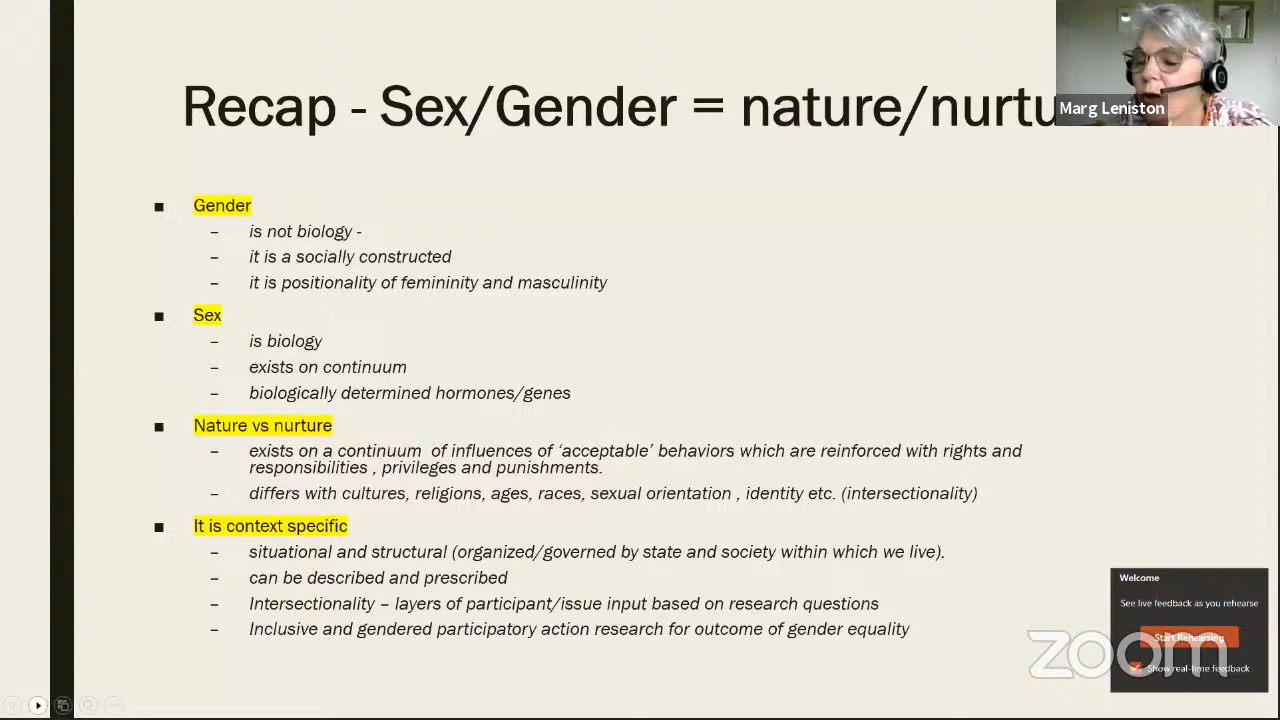 Recap - Sex/Gender = nature/nurtu
Marg Leniston
■ Gender
– is not biology -
– it is a socially constructed
– it is positionality of femininity and masculinity
■ Sex
– is biology
– exists on continuum
– biologically determined hormones/genes
■ Nature vs nurture
– exists on a continuum of influences of ‘acceptable’ behaviors which are reinforced with rights and
responsibilities , privileges and punishments.
– differs with cultures, religions, ages, races, sexual orientation , identity etc. (intersectionality)
■ It is context specific
– situational and structural (organized/governed by state and society within which we live).
– can be described and prescribed
– Intersectionality – layers of participant/issue input based on research questions
– Inclusive and gendered participatory action research for outcome of gender equality
Welcome
See live feedback as you rehearse
Start Rehearsing
Show real-time feedback
zoom